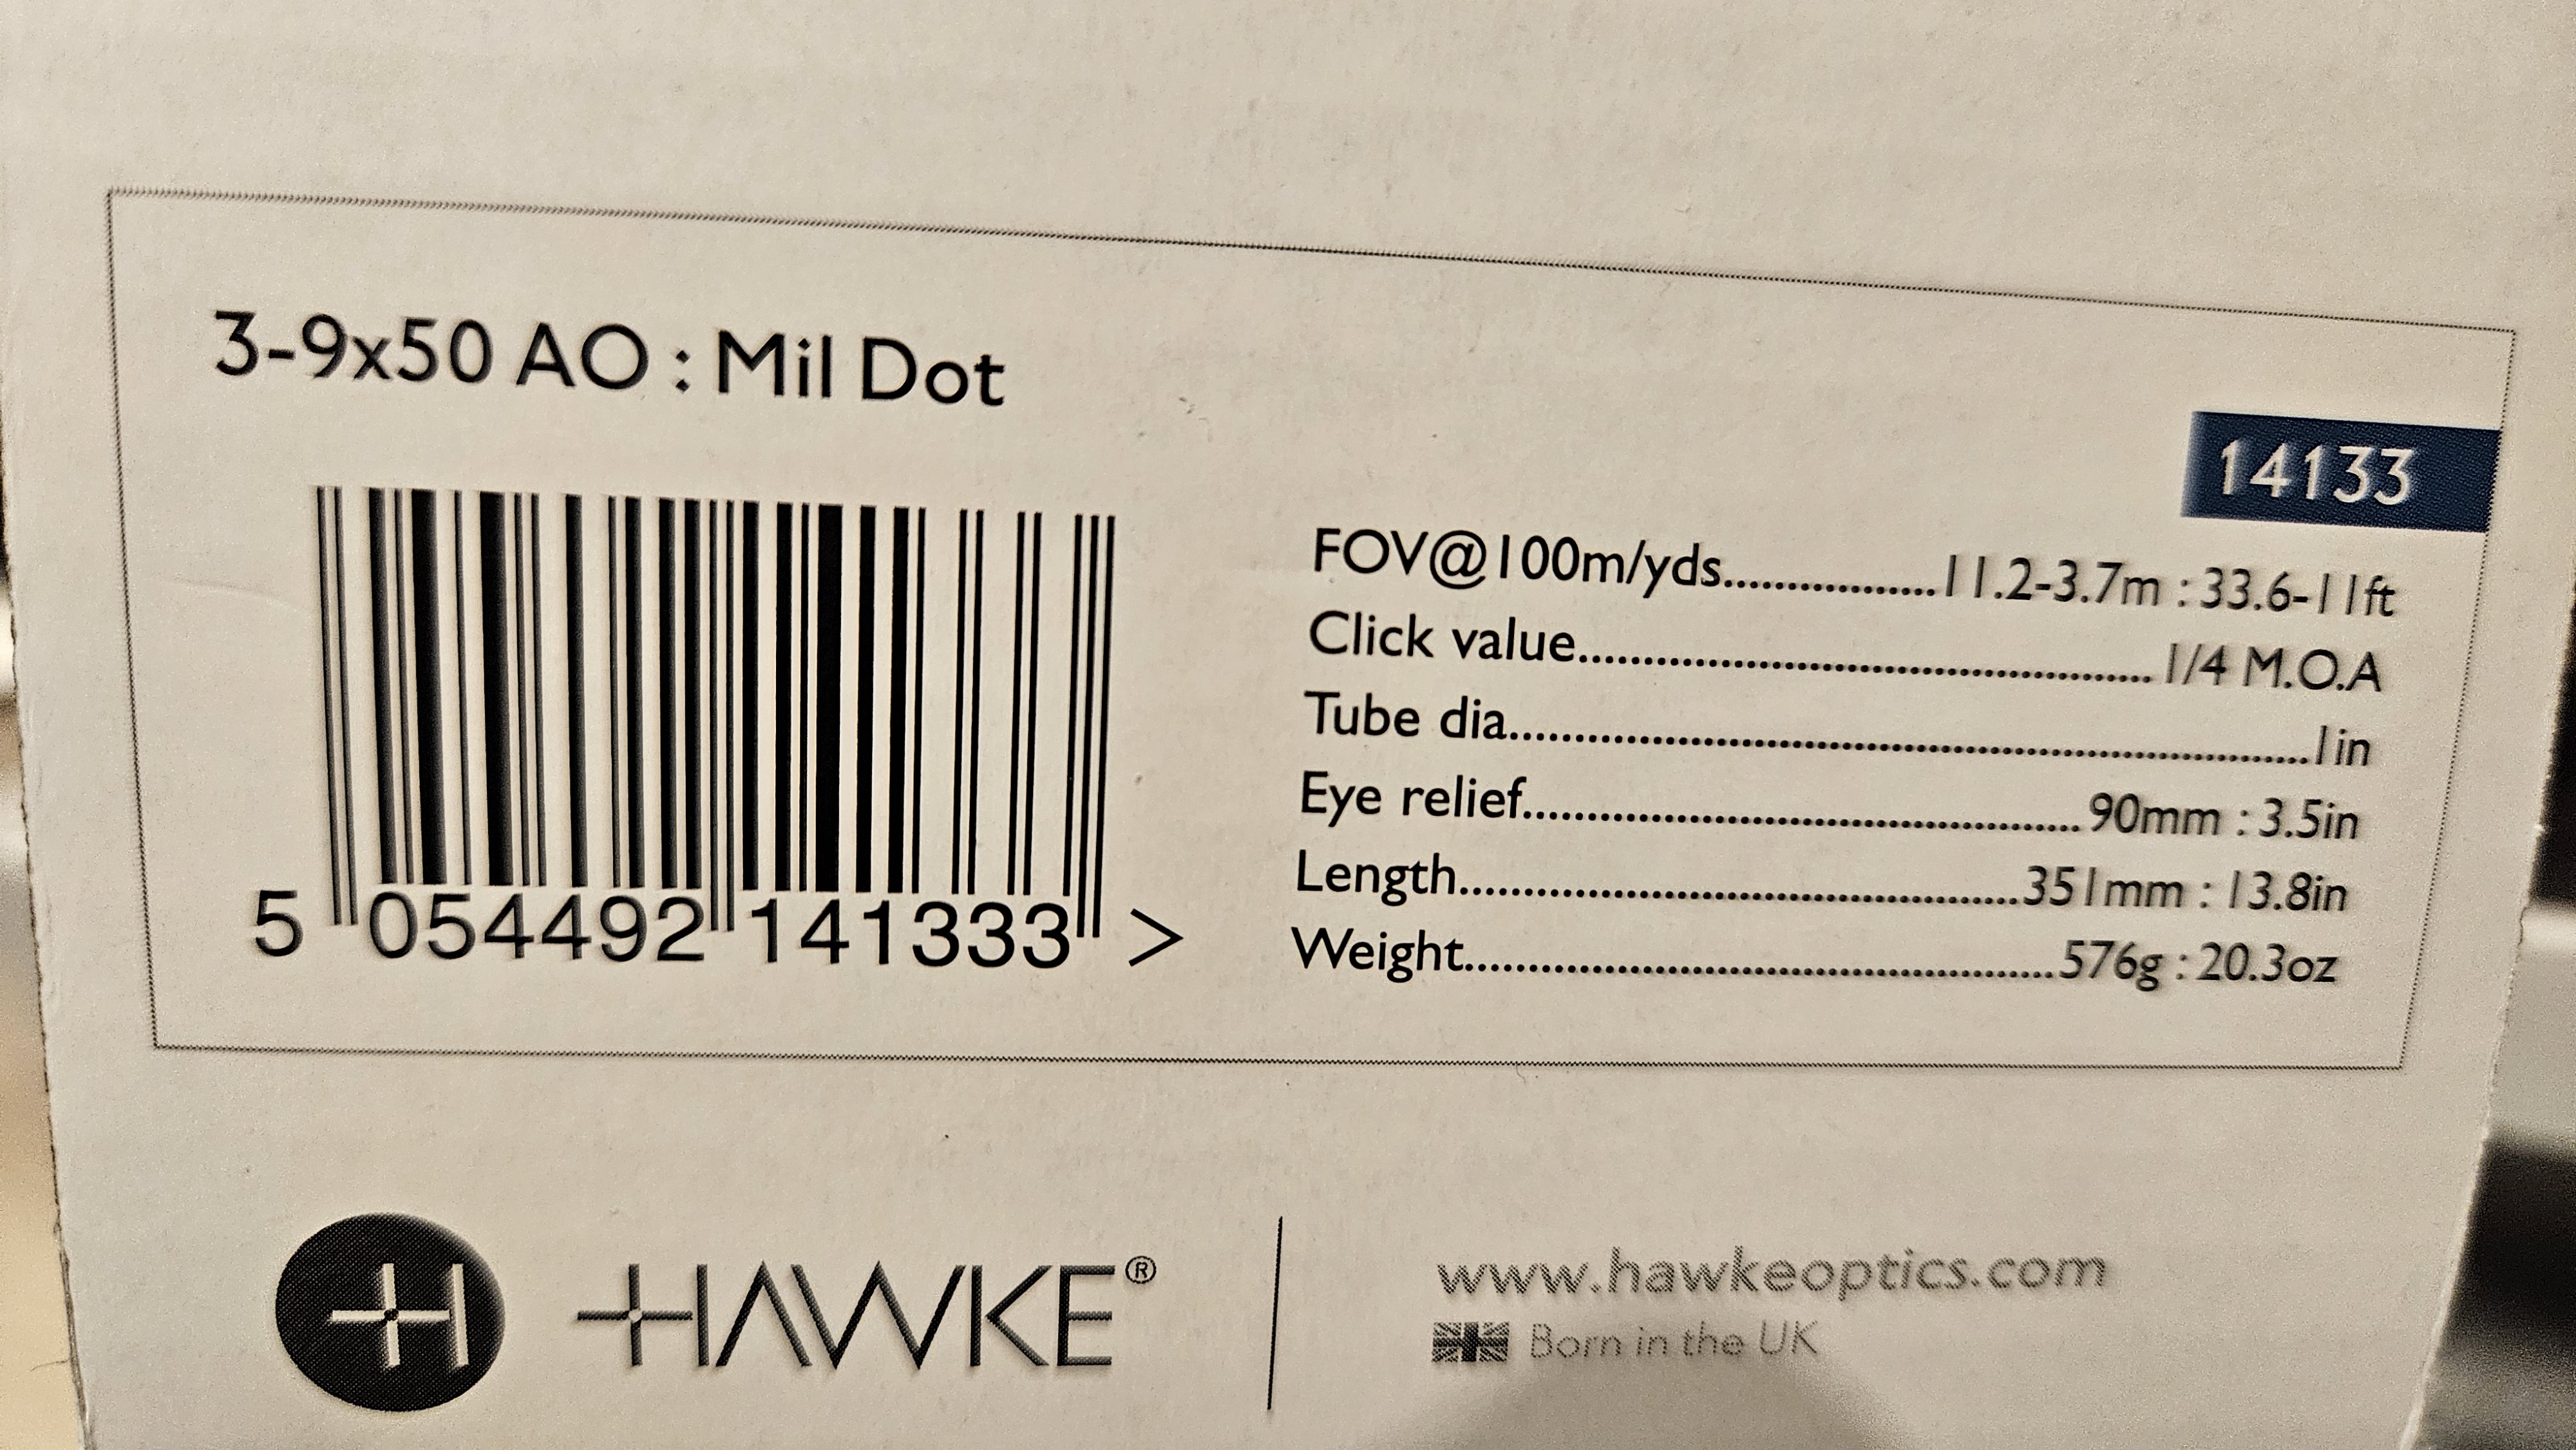 3-9x50 AO : Mil Dot
14133
FOV@100m/yds.................11.2-3.7m : 33.6-11ft
Click value.............................................1/4 M.O.A
Tube dia..............................................................1in
Eye relief...........................................90mm : 3.5in
Length...........................................351mm : 13.8in
Weight.............................................576g : 20.3oz
5 054492 141333 >
H HAWKE®
www.hawkeoptics.com
Born in the UK